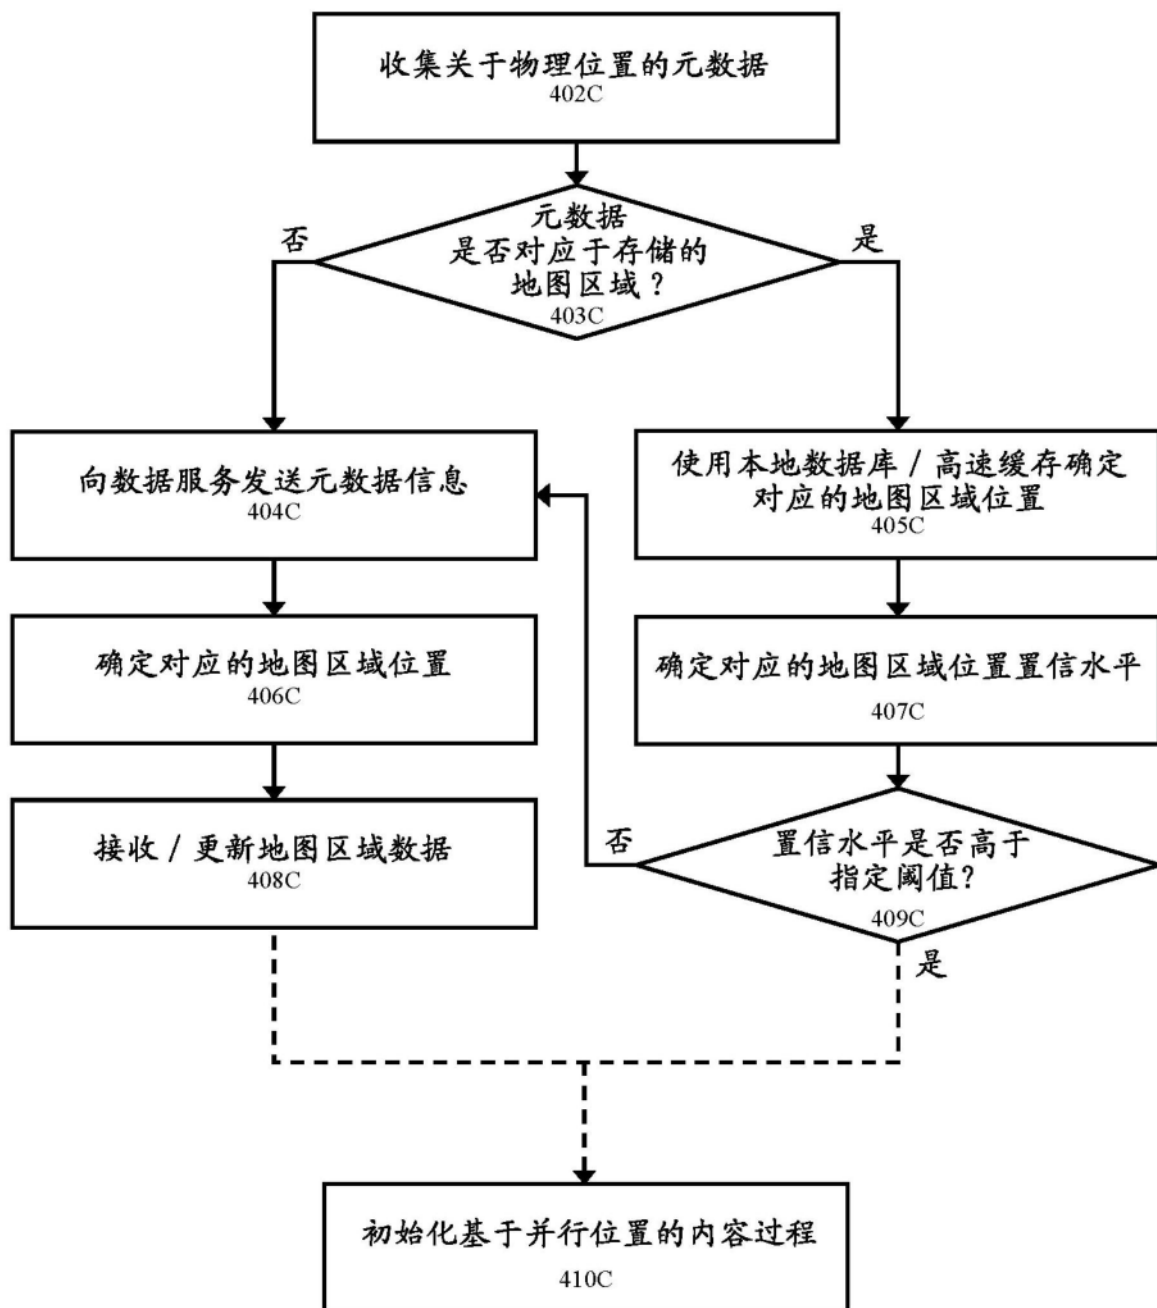 收集关于物理位置的元数据
402C
元数据
是否对应于存储的
地图区域？
403C
否
是
向数据服务发送元数据信息
404C
使用本地数据库 / 高速缓存确定
对应的地图区域位置
405C
确定对应的地图区域位置
406C
确定对应的地图区域位置置信水平
407C
接收 / 更新地图区域数据
408C
否
置信水平是否高于
指定阈值？
409C
是
初始化基于并行位置的内容过程
410C